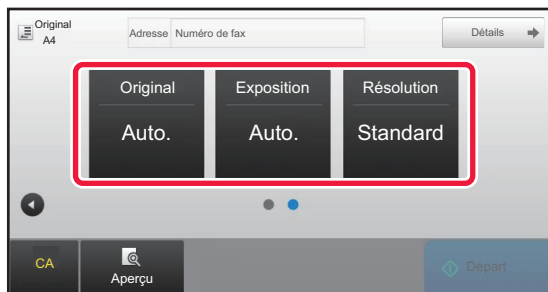 Original
A4
Adresse Numéro de fax
Détails
Original Exposition Résolution
Auto. Auto. Standard
CA
Aperçu
Départ